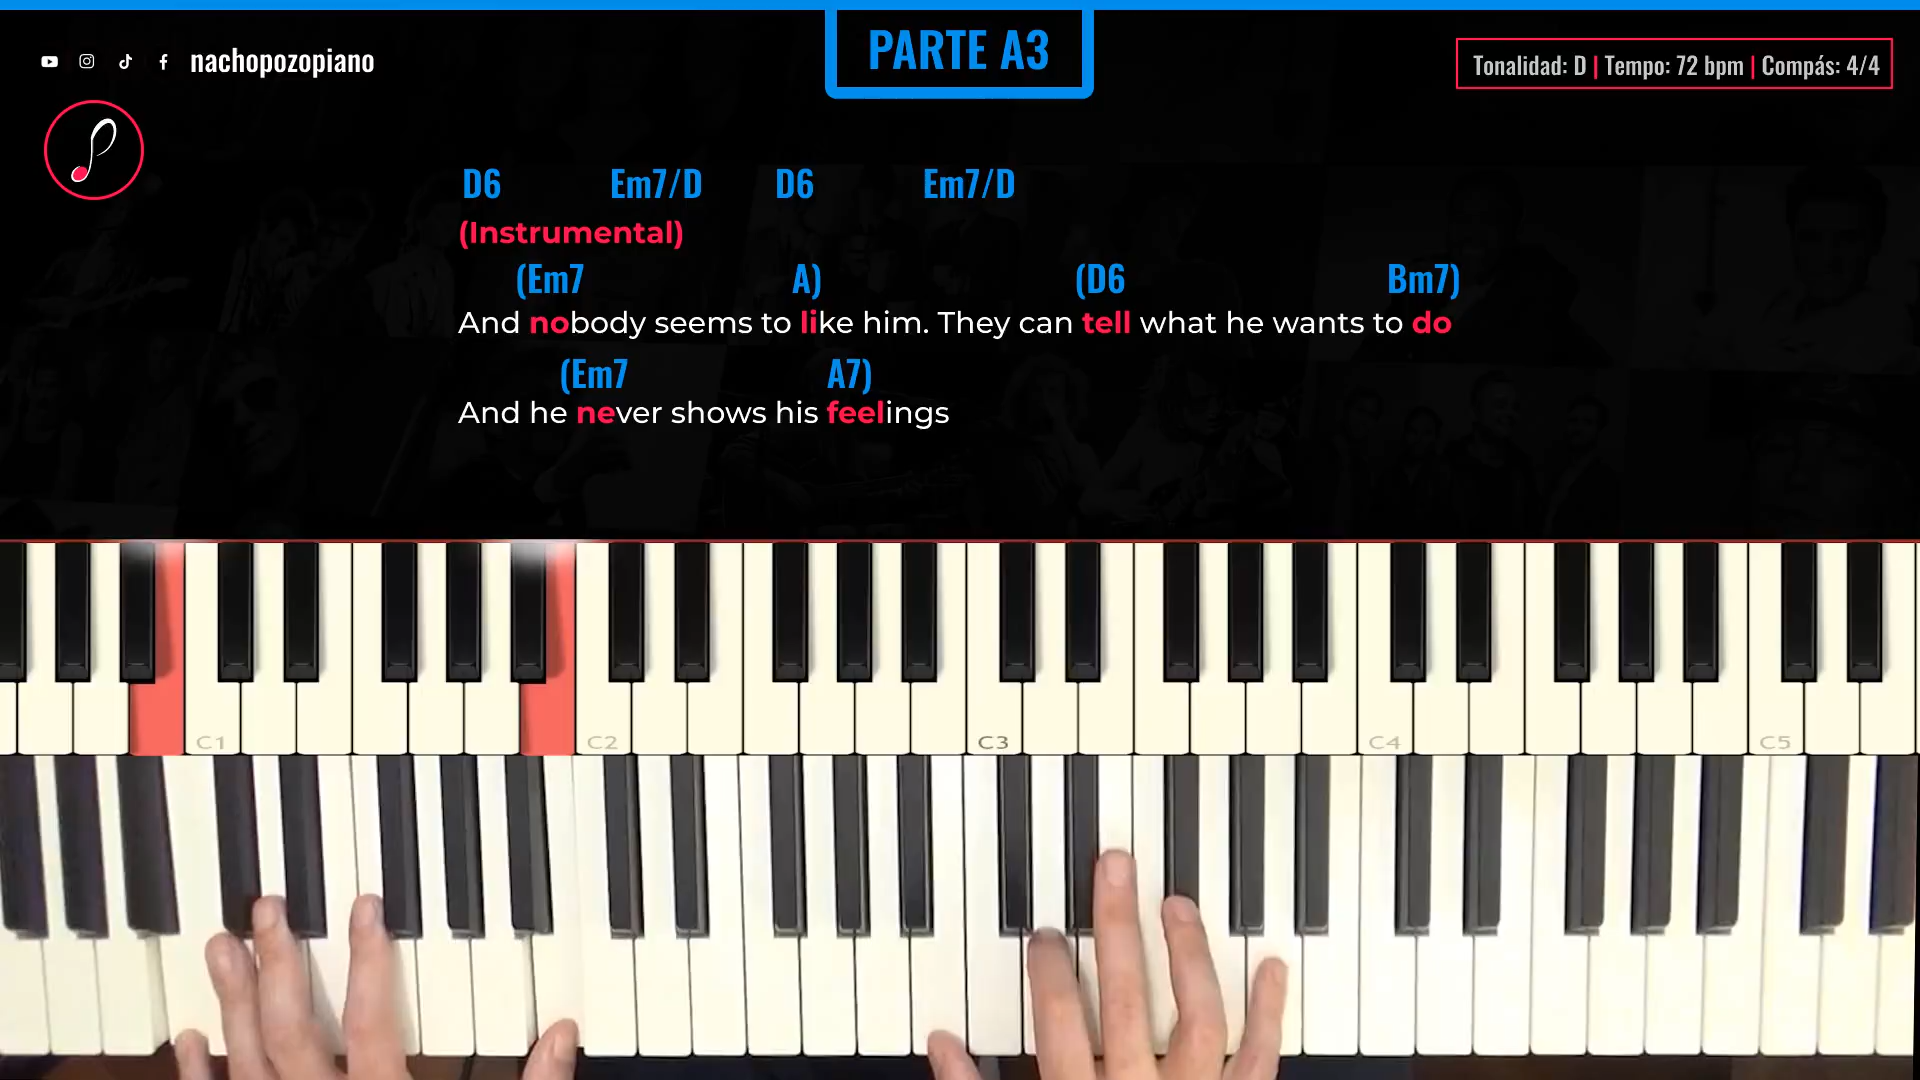 PARTE A3
nachopozopiano
Tonalidad: D | Tempo: 72 bpm | Compás: 4/4
D6 Em7/D D6 Em7/D
(Instrumental)
(Em7 A) (D6 Bm7)
And nobody seems to like him. They can tell what he wants to do
(Em7 A7)
And he never shows his feelings
C1 C2 C3 C4 C5